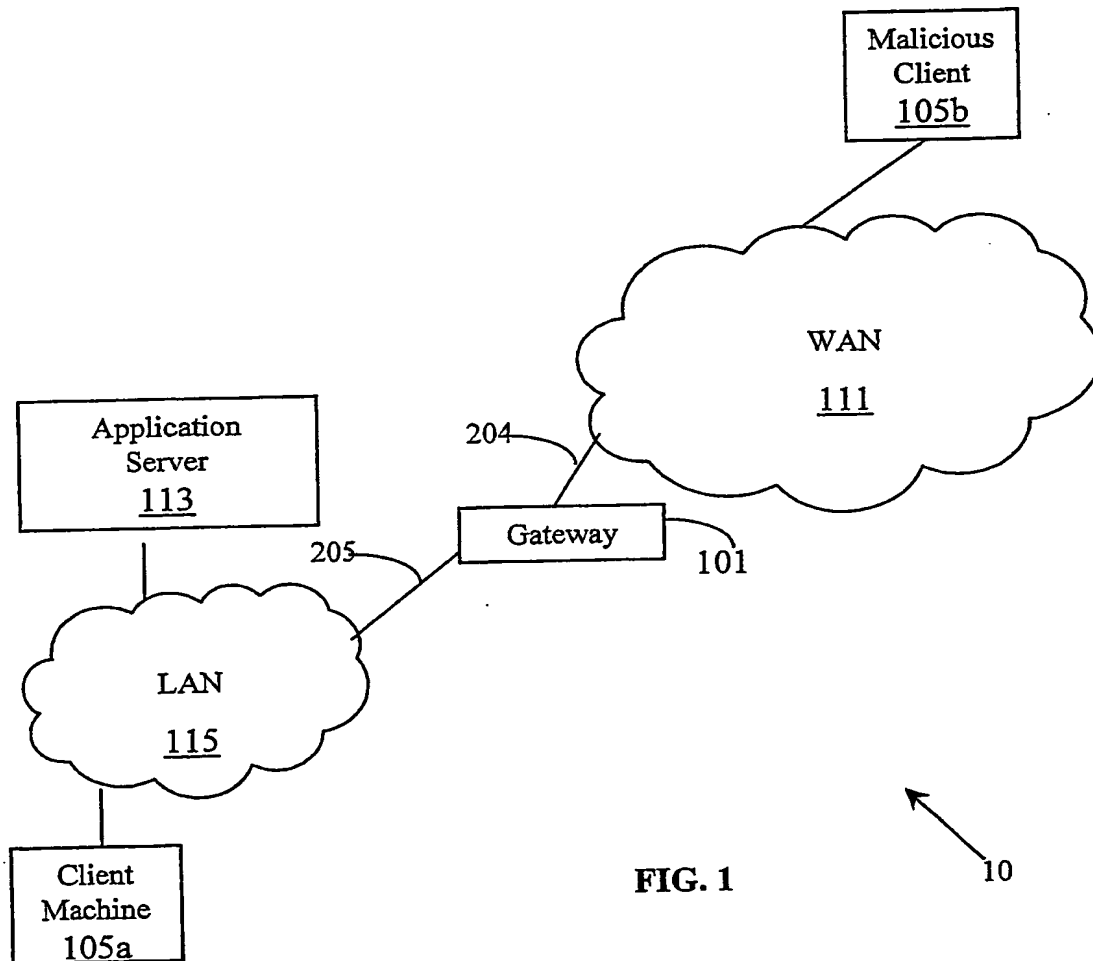 Malicious
Client
105b
WAN
111
Application
Server
113
204
Gateway
101
205
LAN
115
Client
Machine
105a
FIG. 1
10